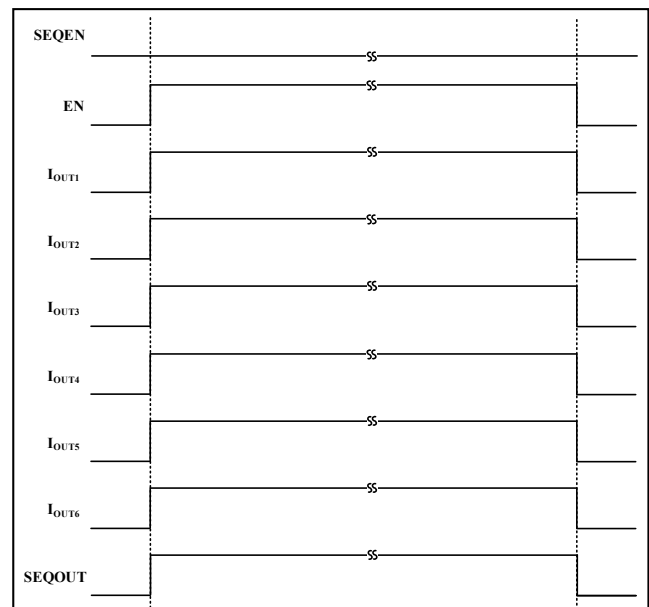 SEQEN
EN
IOUT1
IOUT2
IOUT3
IOUT4
IOUT5
IOUT6
SEQOUT